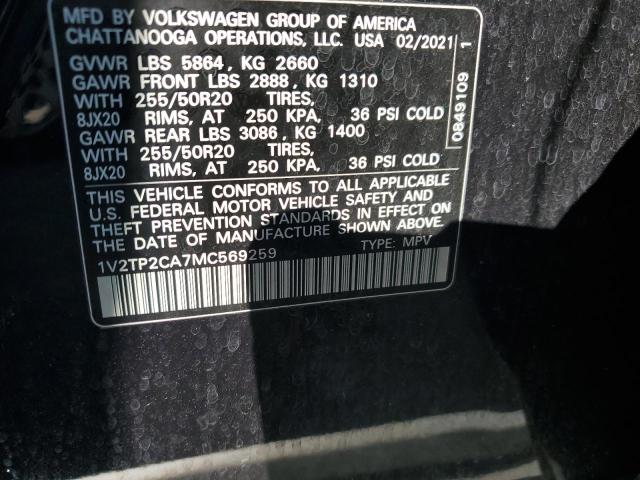 MFD BY VOLKSWAGEN GROUP OF AMERICA
CHATTANOOGA OPERATIONS, LLC. USA 02/2021
GVWR LBS 5864, KG 2660
GAWR FRONT LBS 2888, KG 1310
WITH 255/50R20 TIRES,
8JX20 RIMS, AT 250 KPA, 36 PSI COLD
GAWR REAR LBS 3086, KG 1400
WITH 255/50R20 TIRES,
8JX20 RIMS, AT 250 KPA, 36 PSI COLD
THIS VEHICLE CONFORMS TO ALL APPLICABLE
U.S. FEDERAL MOTOR VEHICLE SAFETY AND
THEFT PREVENTION STANDARDS IN EFFECT ON
THE DATE OF MANUFACTURE SHOWN ABOVE.
1V2TP2CA7MC569259 TYPE: MPV
0849109 1